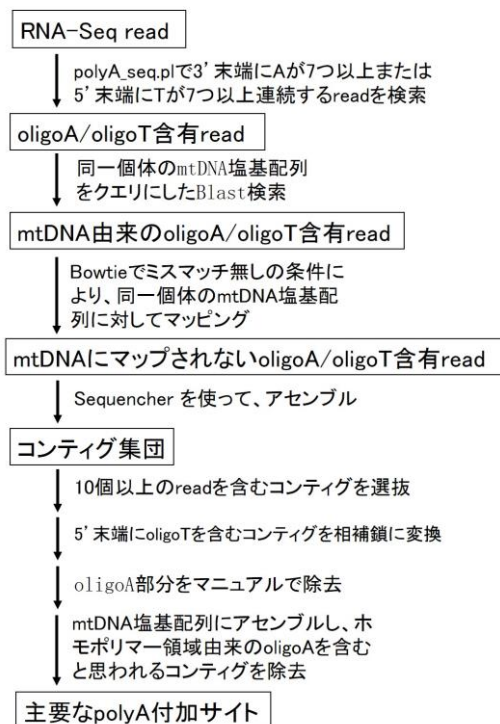 RNA-Seq read
polyA_seq.plで3’末端にAが7つ以上または
5’末端にTが7つ以上連続するreadを検索
oligoA/oligoT含有read
同一個体のmtDNA塩基配列
をクエリにしたBlast検索
mtDNA由来のoligoA/oligoT含有read
Bowtieでミスマッチ無しの条件に
より、同一個体のmtDNA塩基配
列に対してマッピング
mtDNAにマップされないoligoA/oligoT含有read
Sequencher を使って、アセンブル
コンティグ集団
10個以上のreadを含むコンティグを選抜
5’末端にoligoTを含むコンティグを相補鎖に変換
oligoA部分をマニュアルで除去
mtDNA塩基配列にアセンブルし、ホ
モポリマー領域由来のoligoAを含む
と思われるコンティグを除去
主要なpolyA付加サイト